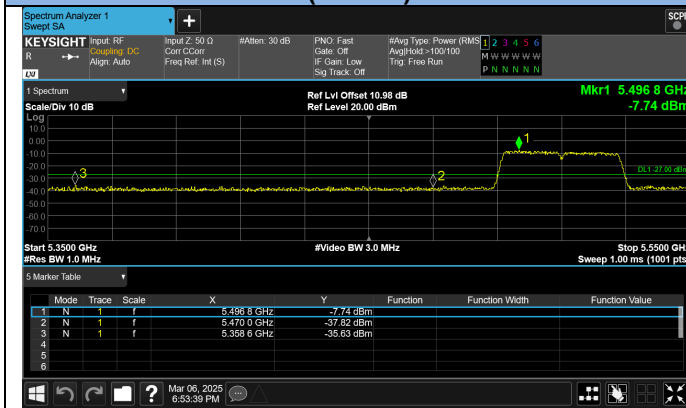 Spectrum Analyzer 1
Swept SA
KEYSIGHT
R
LXI
Input: RF
Coupling: DC
Align: Auto
Input Z: 50 Ω
Corr CCorr
Freq Ref: Int (S)
#Atten: 30 dB
PNO: Fast
Gate: Off
IF Gain: Low
Sig Track: Off
#Avg Type: Power (RMS
Avg|Hold:>100/100
Trig: Free Run
1 2 3 4 5 6
M W W W W W
P N N N N N
SCPI
1 Spectrum
Scale/Div 10 dB
Ref Lvl Offset 10.98 dB
Ref Level 20.00 dBm
Mkr1 5.496 8 GHz
-7.74 dBm
Log
10.0
0.00
-10.0
-20.0
-30.0
-40.0
-50.0
-60.0
-70.0
1
2
3
DL1 -27.00 dBm
Start 5.3500 GHz
#Res BW 1.0 MHz
#Video BW 3.0 MHz
Stop 5.5500 GHz
Sweep 1.00 ms (1001 pts
5 Marker Table
Mode Trace Scale X Y Function Function Width Function Value
1 N 1 f 5.496 8 GHz -7.74 dBm
2 N 1 f 5.470 0 GHz -37.82 dBm
3 N 1 f 5.358 6 GHz -35.63 dBm
4
5
6
?
Mar 06, 2025
6:53:39 PM